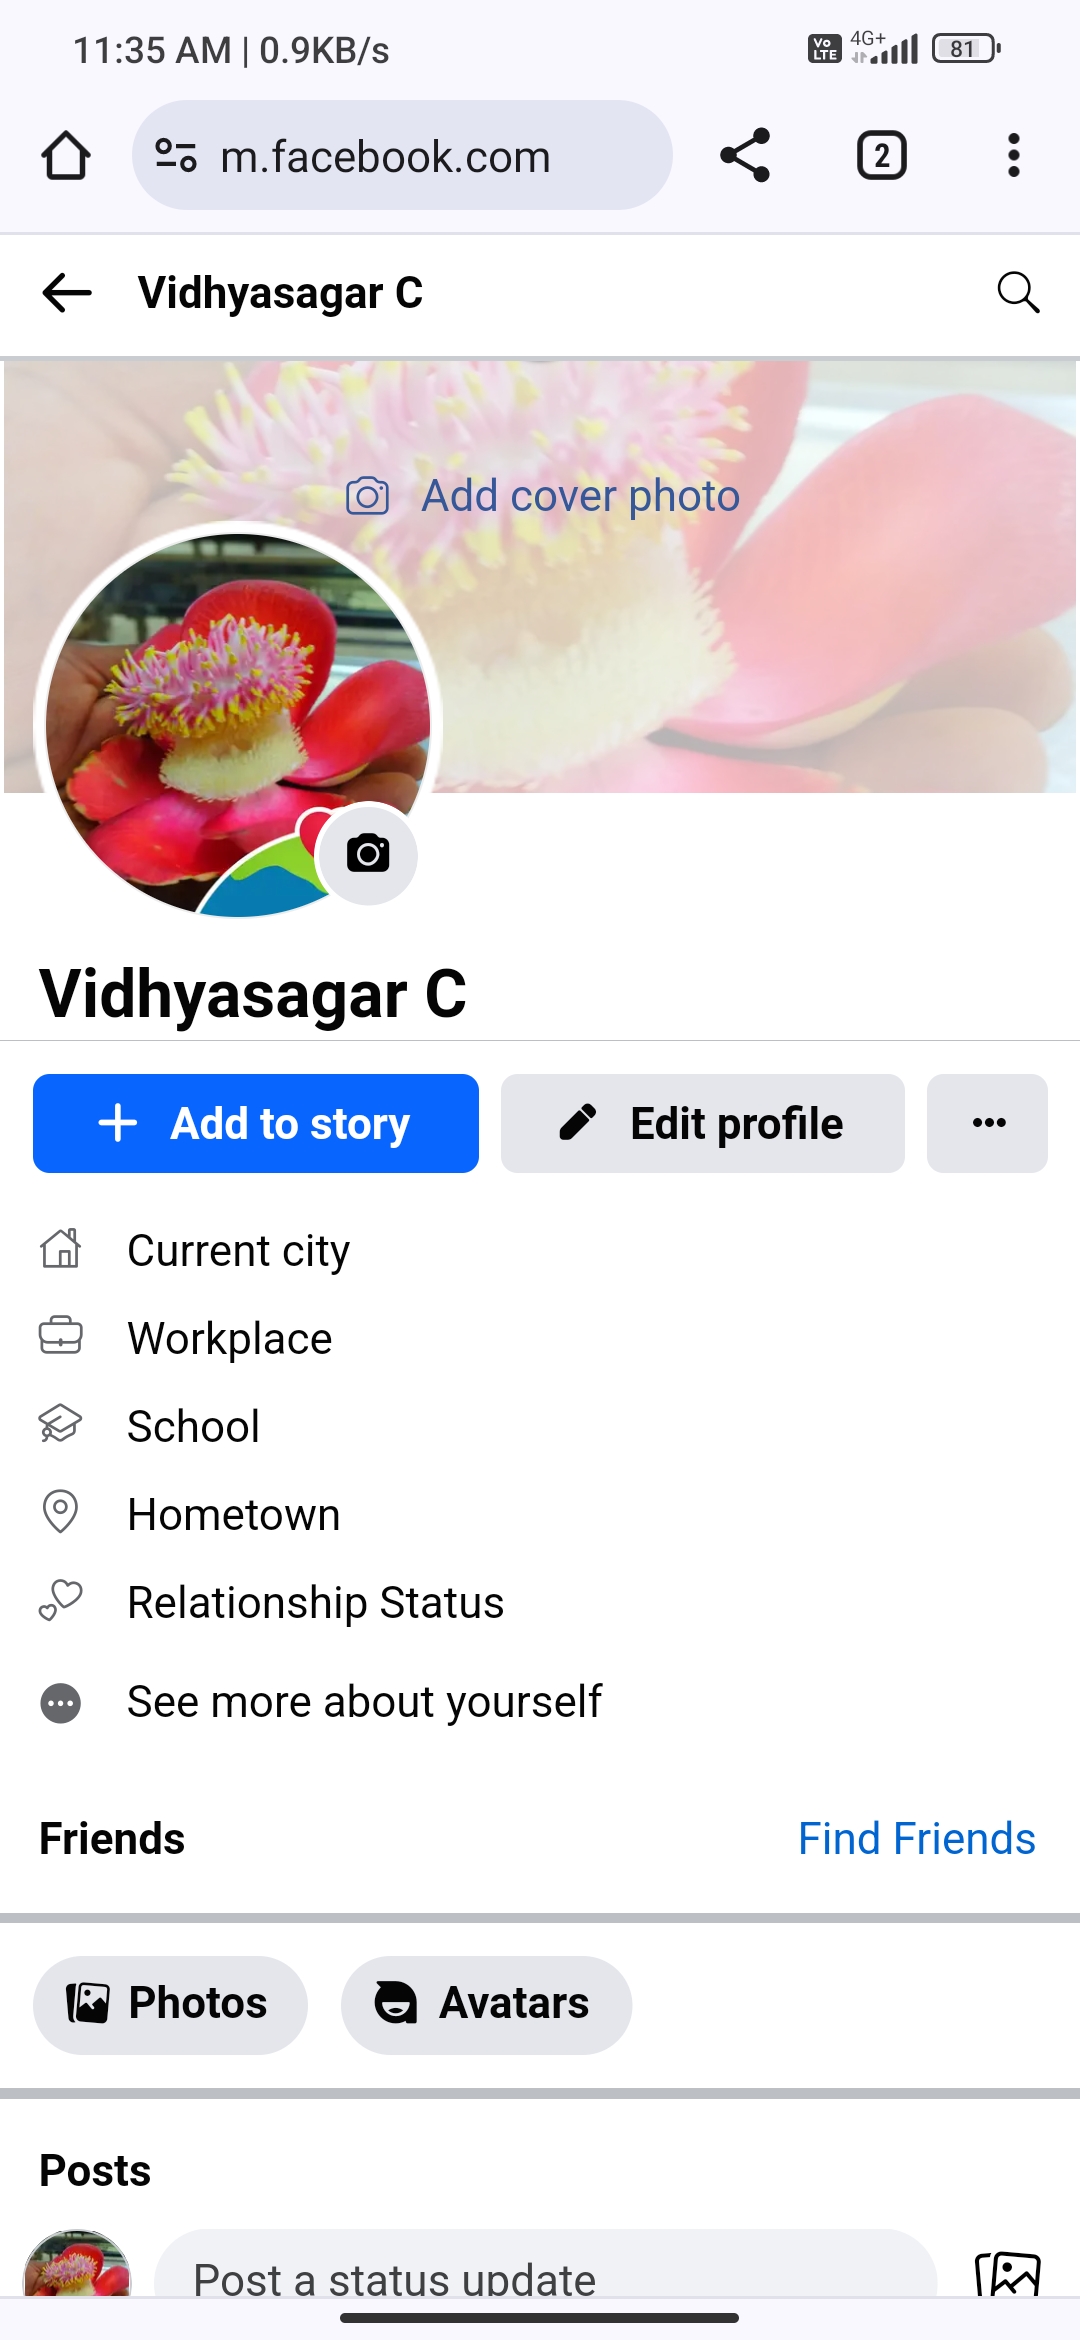 11:35 AM | 0.9KB/s
Vo LTE 4G+ 81
m.facebook.com
2
Vidhyasagar C
Add cover photo
Vidhyasagar C
Add to story
Edit profile
Current city
Workplace
School
Hometown
Relationship Status
See more about yourself
Friends
Find Friends
Photos
Avatars
Posts
Post a status update